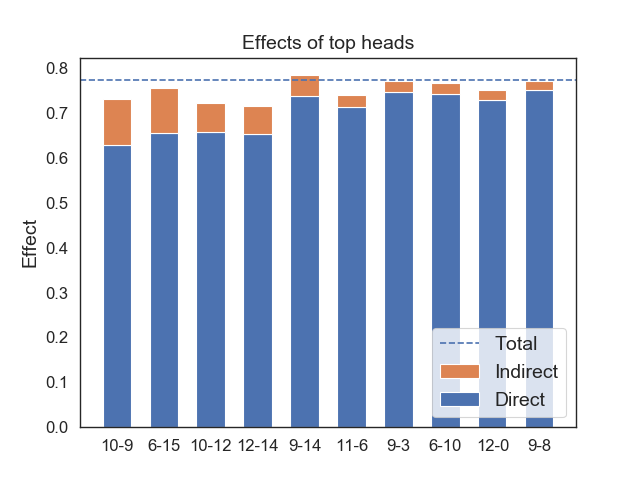 Effects of top heads
0.8
0.7
0.6
0.5
0.4
0.3
0.2
0.1
0.0
Effect
Total
Indirect
Direct
10-9 6-15 10-12 12-14 9-14 11-6 9-3 6-10 12-0 9-8